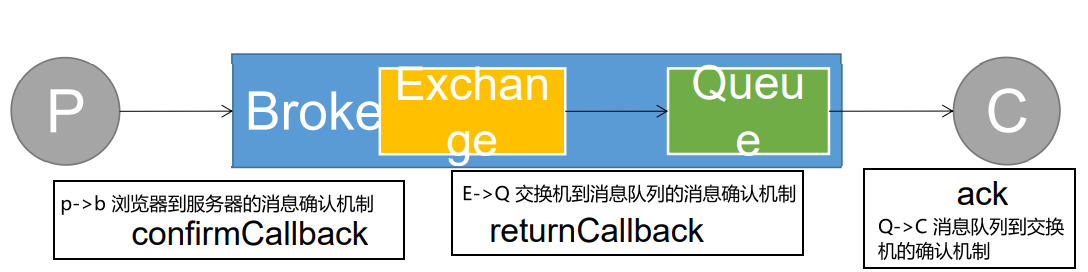 P
Broke
Exchan
ge
Queu
e
C
p->b 浏览器到服务器的消息确认机制
confirmCallback
E->Q 交换机到消息队列的消息确认机制
returnCallback
ack
Q->C 消息队列到交换
机的确认机制